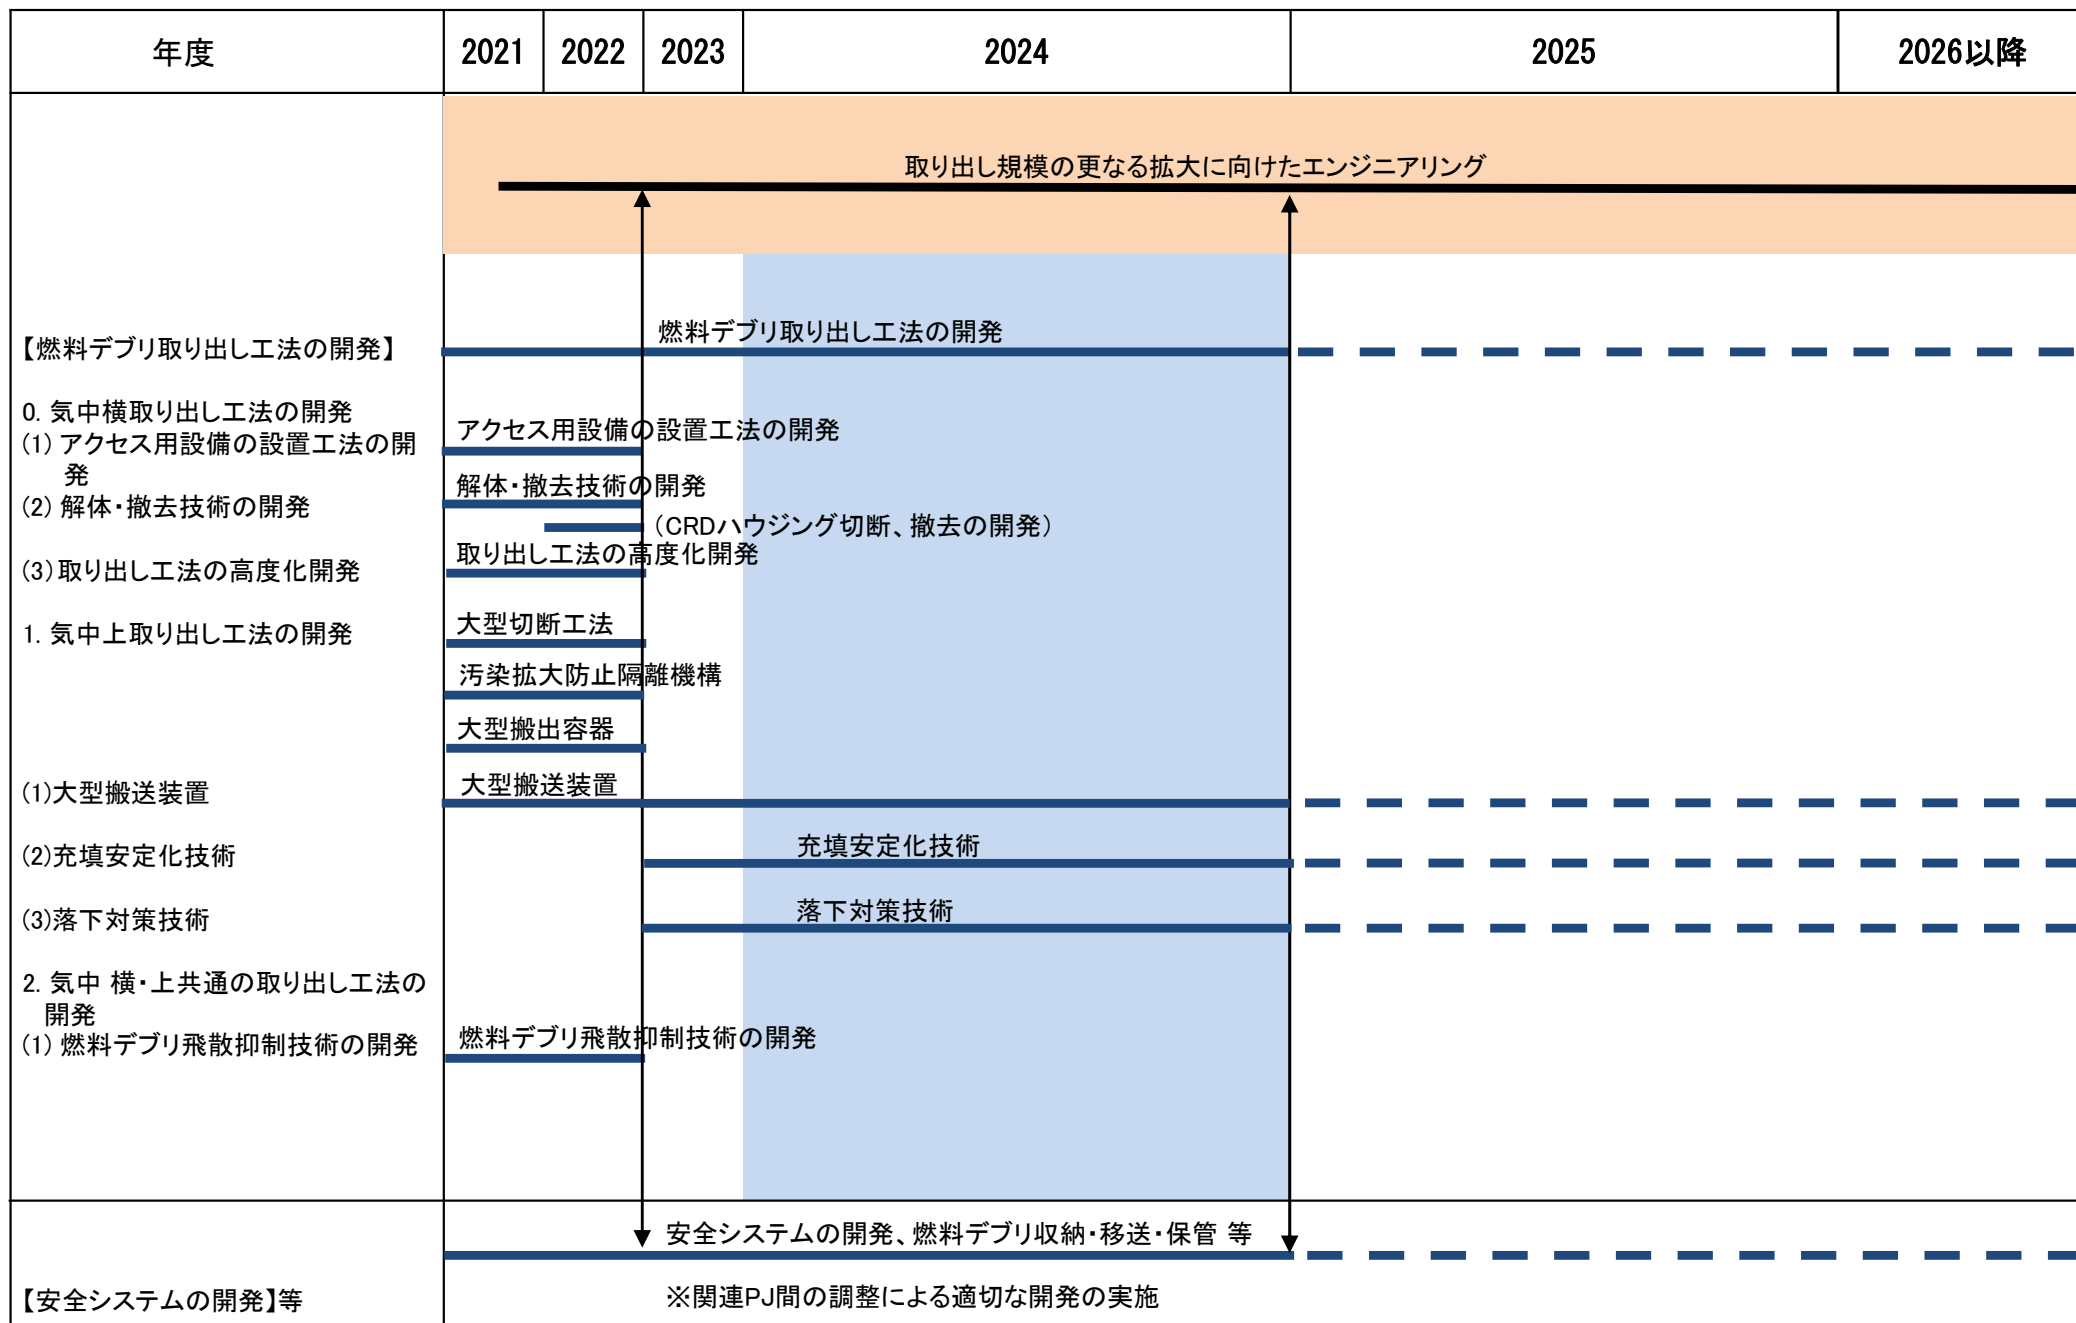 年度
2021
2022
2023
2024
2025
2026以降
取り出し規模の更なる拡大に向けたエンジニアリング
燃料デブリ取り出し工法の開発
【燃料デブリ取り出し工法の開発】
0. 気中横取り出し工法の開発
アクセス用設備の設置工法の開発
(1) アクセス用設備の設置工法の開
発
解体・撤去技術の開発
(2) 解体・撤去技術の開発
（CRDハウジング切断、撤去の開発）
取り出し工法の高度化開発
(3)取り出し工法の高度化開発
大型切断工法
1. 気中上取り出し工法の開発
汚染拡大防止隔離機構
大型搬出容器
大型搬送装置
(1)大型搬送装置
充填安定化技術
(2)充填安定化技術
落下対策技術
(3)落下対策技術
2. 気中 横・上共通の取り出し工法の
開発
燃料デブリ飛散抑制技術の開発
(1) 燃料デブリ飛散抑制技術の開発
安全システムの開発、燃料デブリ収納・移送・保管 等
【安全システムの開発】等
※関連PJ間の調整による適切な開発の実施